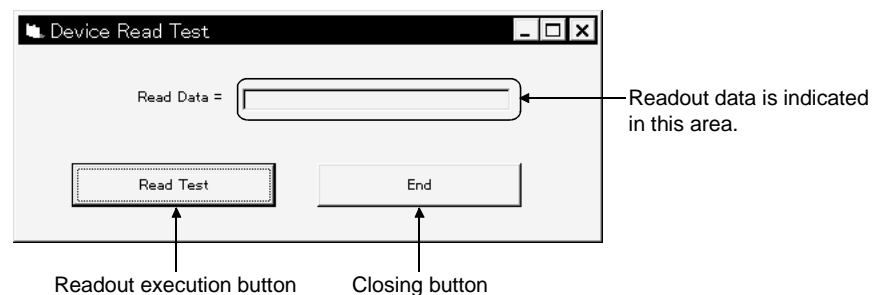 Device Read Test
Read Data =
Readout data is indicated
in this area.
Read Test
End
Readout execution button
Closing button